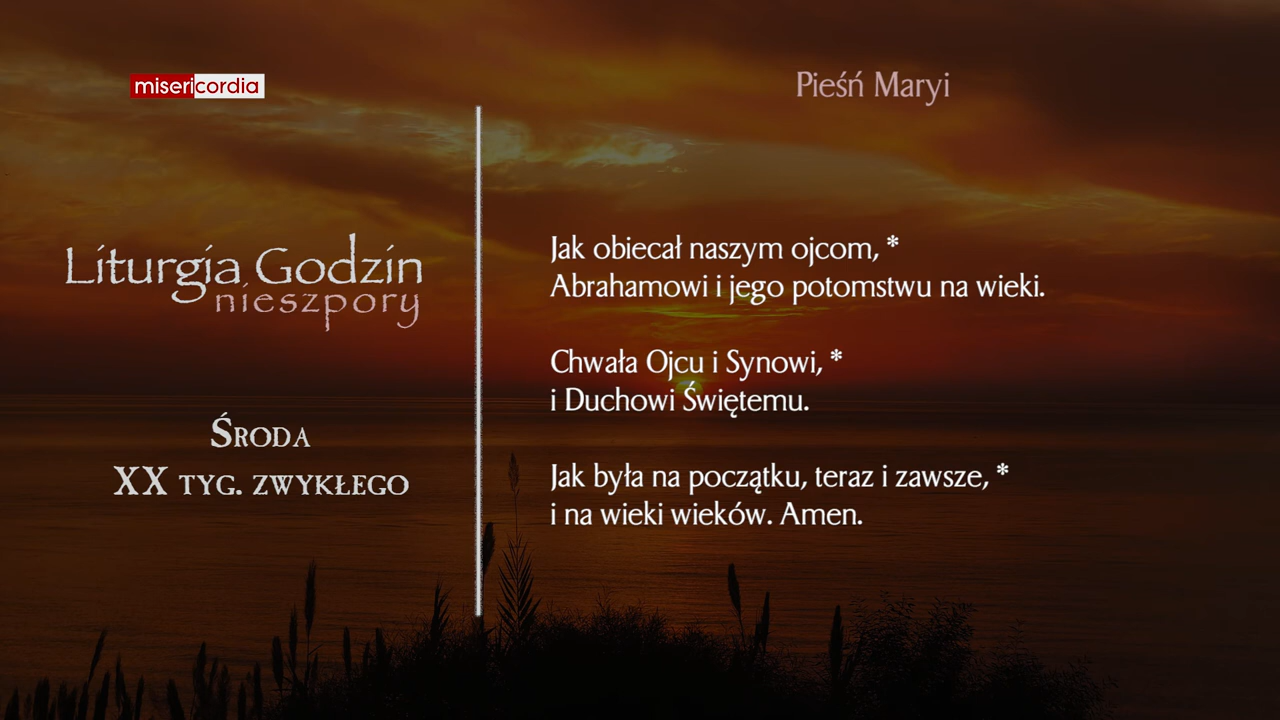 misericordia
Pieśń Maryi
Liturgia Godzin
nieszpory
Środa
XX tyg. zwykłego
Jak obiecał naszym ojcom, *
Abrahamowi i jego potomstwu na wieki.
Chwała Ojcu i Synowi, *
i Duchowi Świętemu.
Jak była na początku, teraz i zawsze, *
i na wieki wieków. Amen.